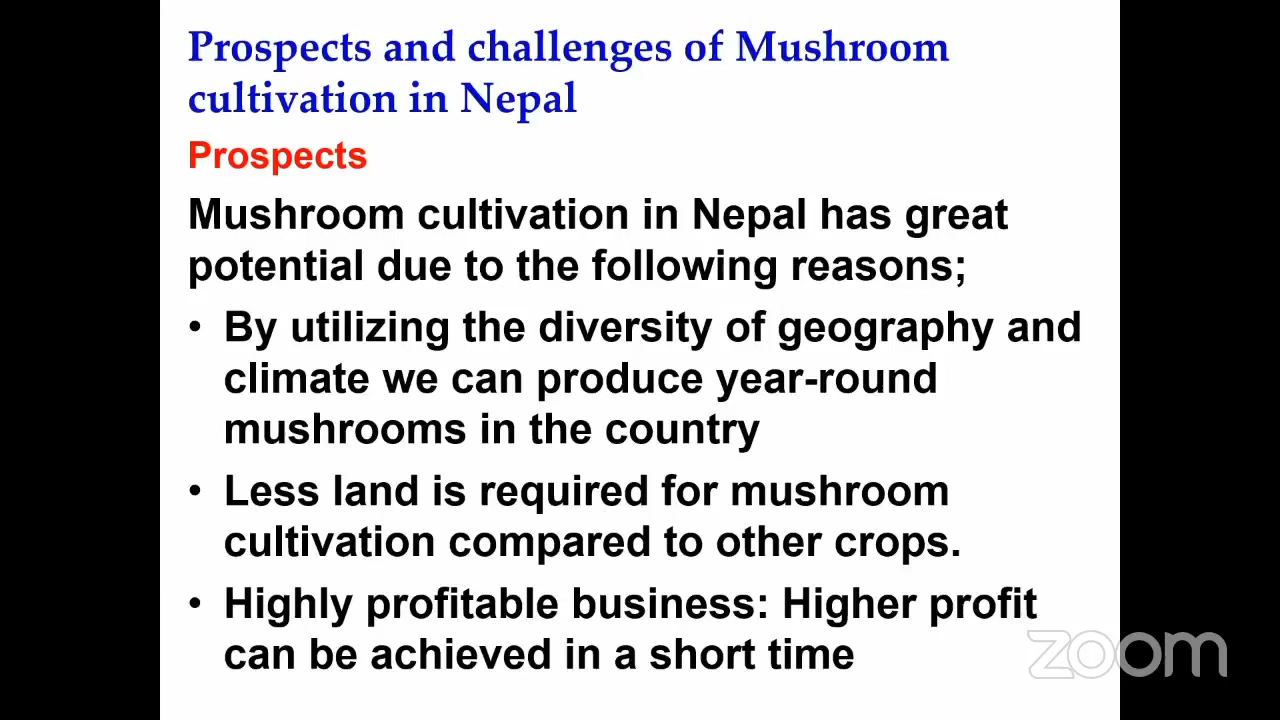 Prospects and challenges of Mushroom
cultivation in Nepal
Prospects
Mushroom cultivation in Nepal has great
potential due to the following reasons;
• By utilizing the diversity of geography and
climate we can produce year-round
mushrooms in the country
• Less land is required for mushroom
cultivation compared to other crops.
• Highly profitable business: Higher profit
can be achieved in a short time
zoom